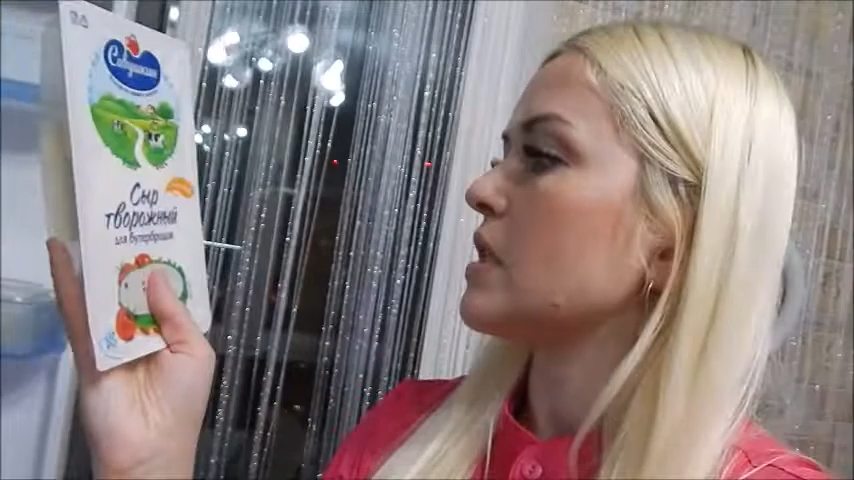 Савушкин
Сыр
творожный
для бутербродов